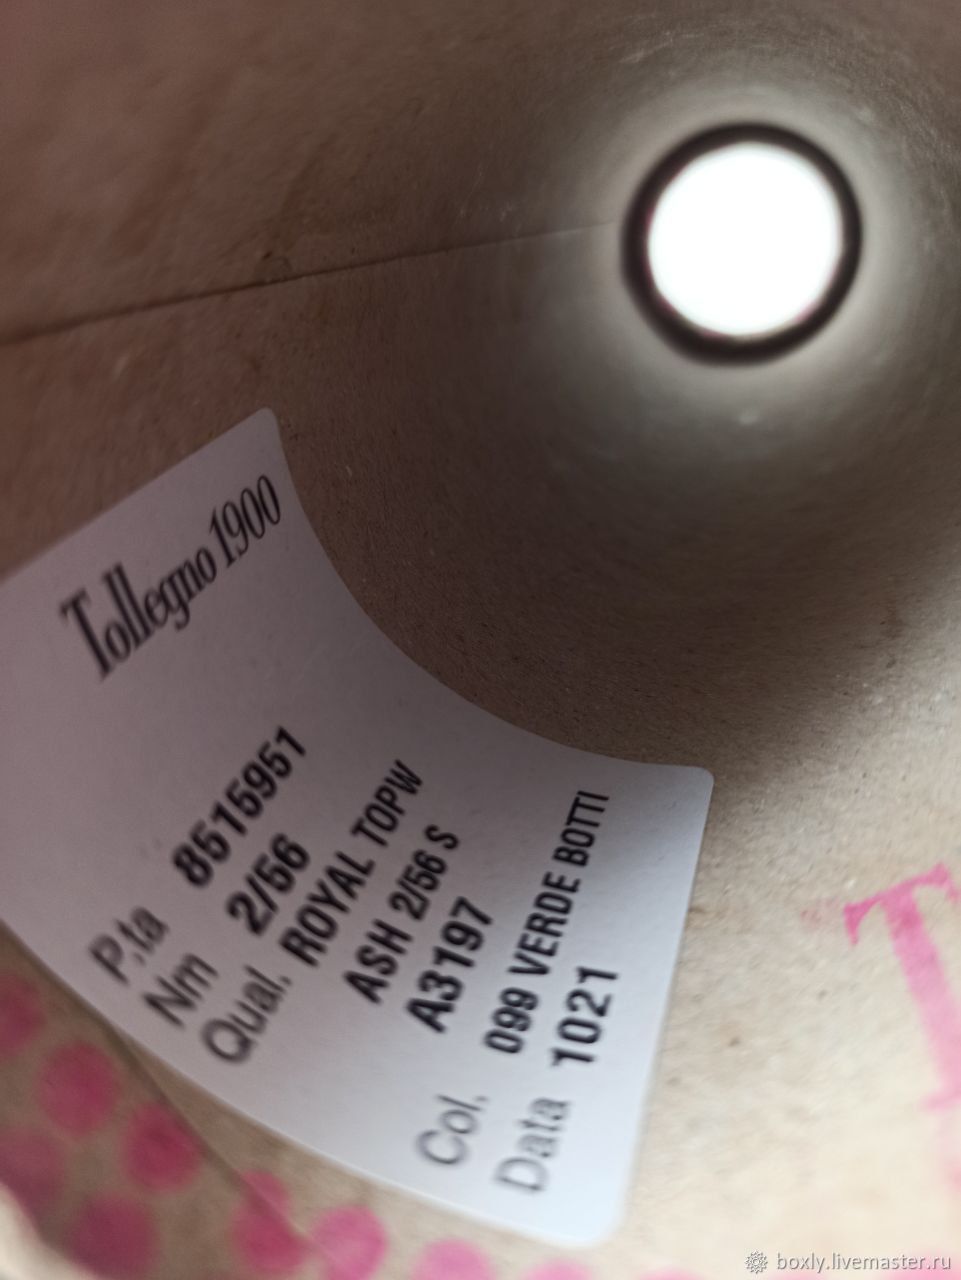 Tollegno 1900
P.ta 8515951
Nm 2/56
Qual. ROYAL TOPW
ASH 2/56 S
A3197
Col. 099 VERDE BOTTI
Data 1021
T
boxly.livemaster.ru